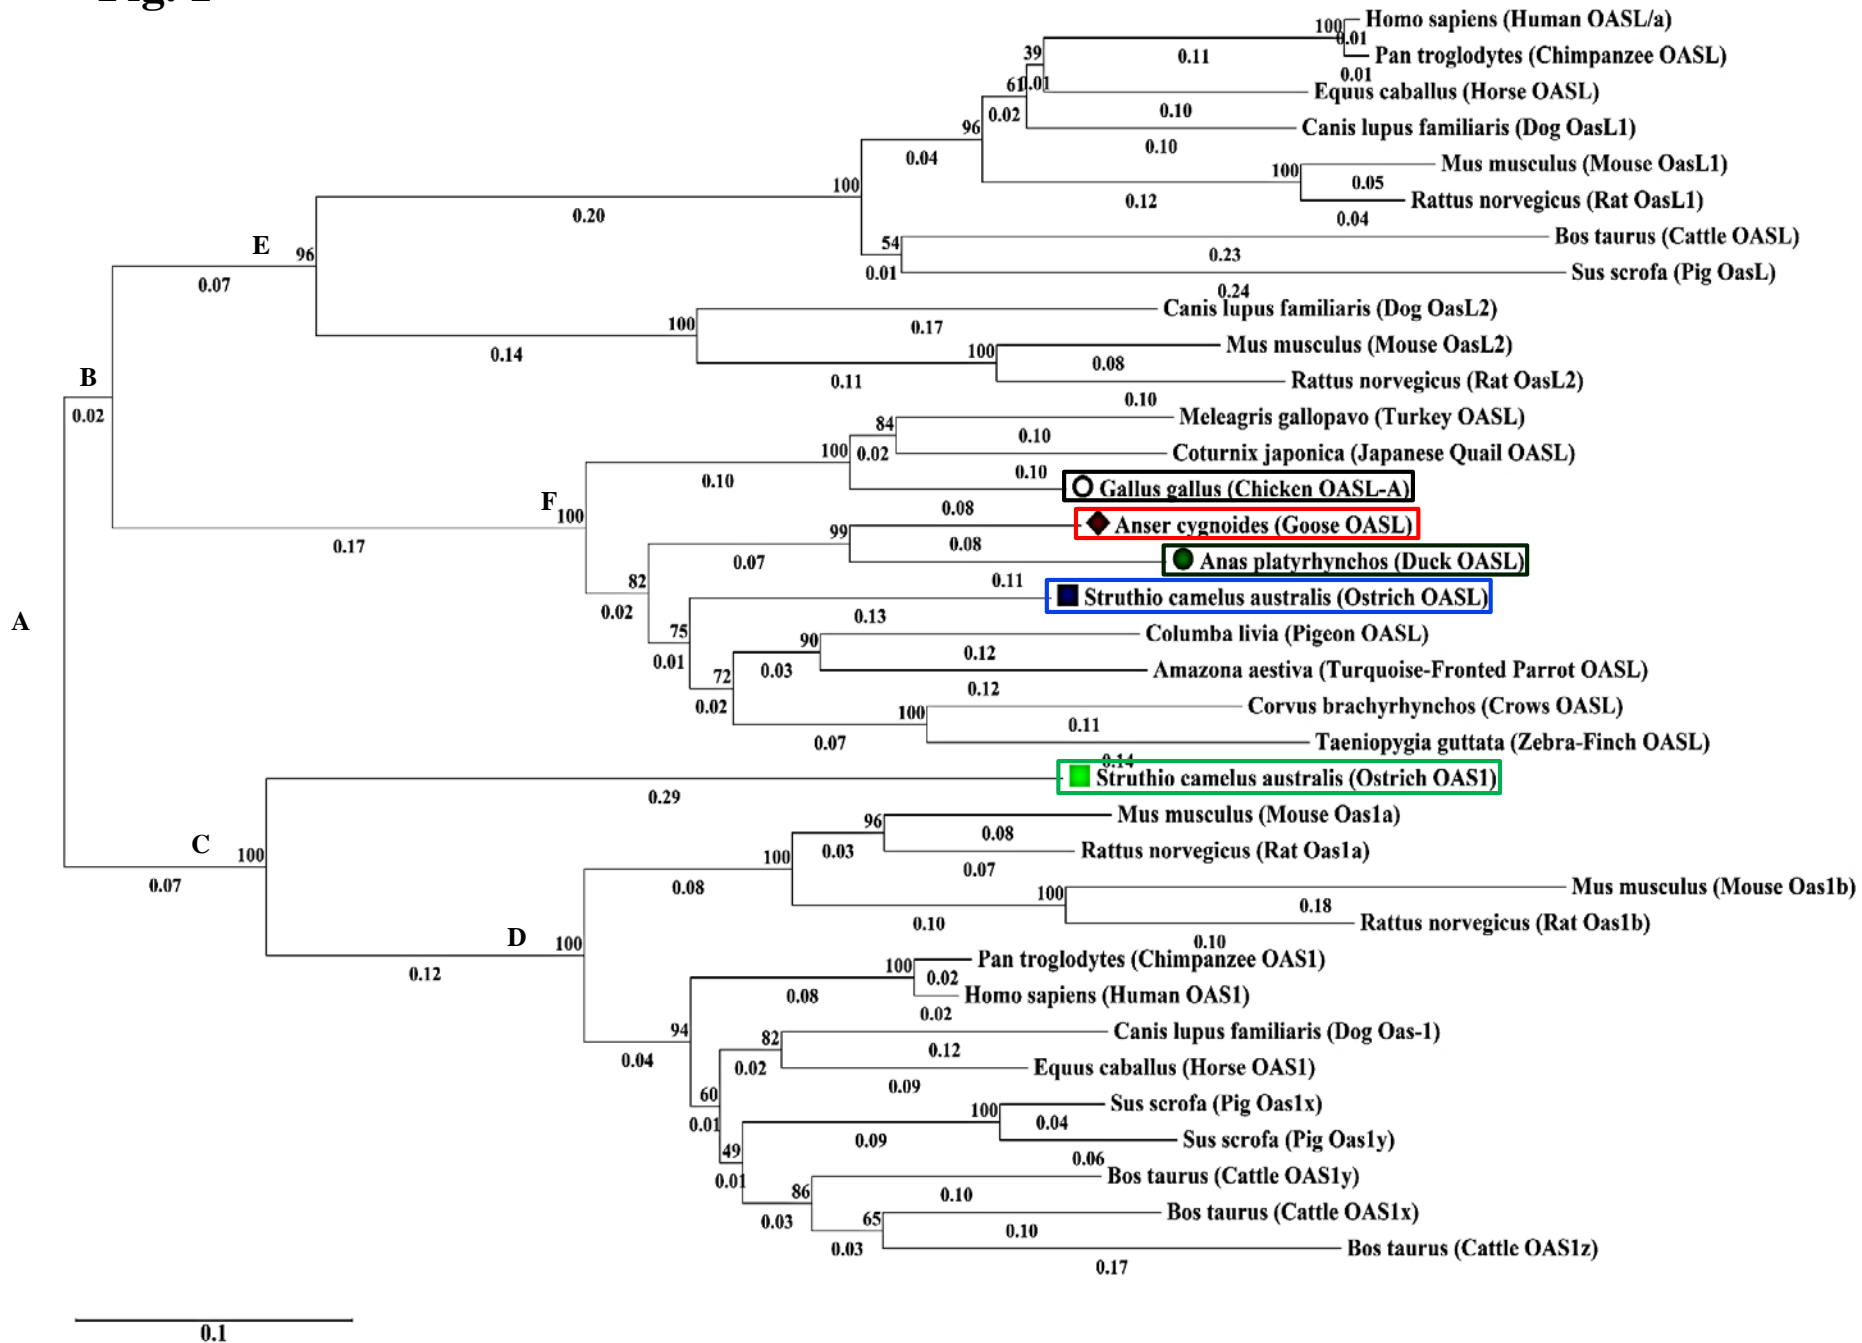 Homo sapiens (Human OASL/a)
100
0.01
39
0.11
Pan troglodytes (Chimpanzee OASL)
0.01
61
0.01
Equus caballus (Horse OASL)
0.10
0.02
96
Canis lupus familiaris (Dog OasL1)
0.10
0.04
Mus musculus (Mouse OasL1)
100
0.05
100
0.12
Rattus norvegicus (Rat OasL1)
0.04
0.20
Bos taurus (Cattle OASL)
54
0.23
E
96
0.01
Sus scrofa (Pig OasL)
0.24
0.07
Canis lupus familiaris (Dog OasL2)
100
0.17
Mus musculus (Mouse OasL2)
0.14
100
0.08
B
0.11
Rattus norvegicus (Rat OasL2)
0.10
0.02
Meleagris gallopavo (Turkey OASL)
84
0.10
100
0.02
Coturnix japonica (Japanese Quail OASL)
0.10
0.10
Gallus gallus (Chicken OASL-A)
0.08
F
100
Anser cygnoides (Goose OASL)
99
0.08
0.17
0.07
Anas platyrhynchos (Duck OASL)
0.11
82
0.02
Struthio camelus australis (Ostrich OASL)
0.13
A
75
Columba livia (Pigeon OASL)
90
0.12
0.01
72
0.03
Amazona aestiva (Turquoise-Fronted Parrot OASL)
0.12
0.02
Corvus brachyrhynchos (Crows OASL)
100
0.11
0.07
Taeniopygia guttata (Zebra-Finch OASL)
0.14
Struthio camelus australis (Ostrich OAS1)
0.29
Mus musculus (Mouse Oas1a)
96
0.08
C
100
100
0.03
Rattus norvegicus (Rat Oas1a)
0.07
0.07
0.08
Mus musculus (Mouse Oas1b)
100
0.18
0.10
Rattus norvegicus (Rat Oas1b)
0.10
D
100
0.12
Pan troglodytes (Chimpanzee OAS1)
100
0.02
0.08
Homo sapiens (Human OAS1)
0.02
94
Canis lupus familiaris (Dog Oas-1)
82
0.12
0.04
0.02
Equus caballus (Horse OAS1)
0.09
60
Sus scrofa (Pig Oas1x)
100
0.04
0.01
0.09
Sus scrofa (Pig Oas1y)
0.06
49
0.01
Bos taurus (Cattle OAS1y)
86
0.10
0.03
Bos taurus (Cattle OAS1x)
65
0.10
0.03
Bos taurus (Cattle OAS1z)
0.17
0.1